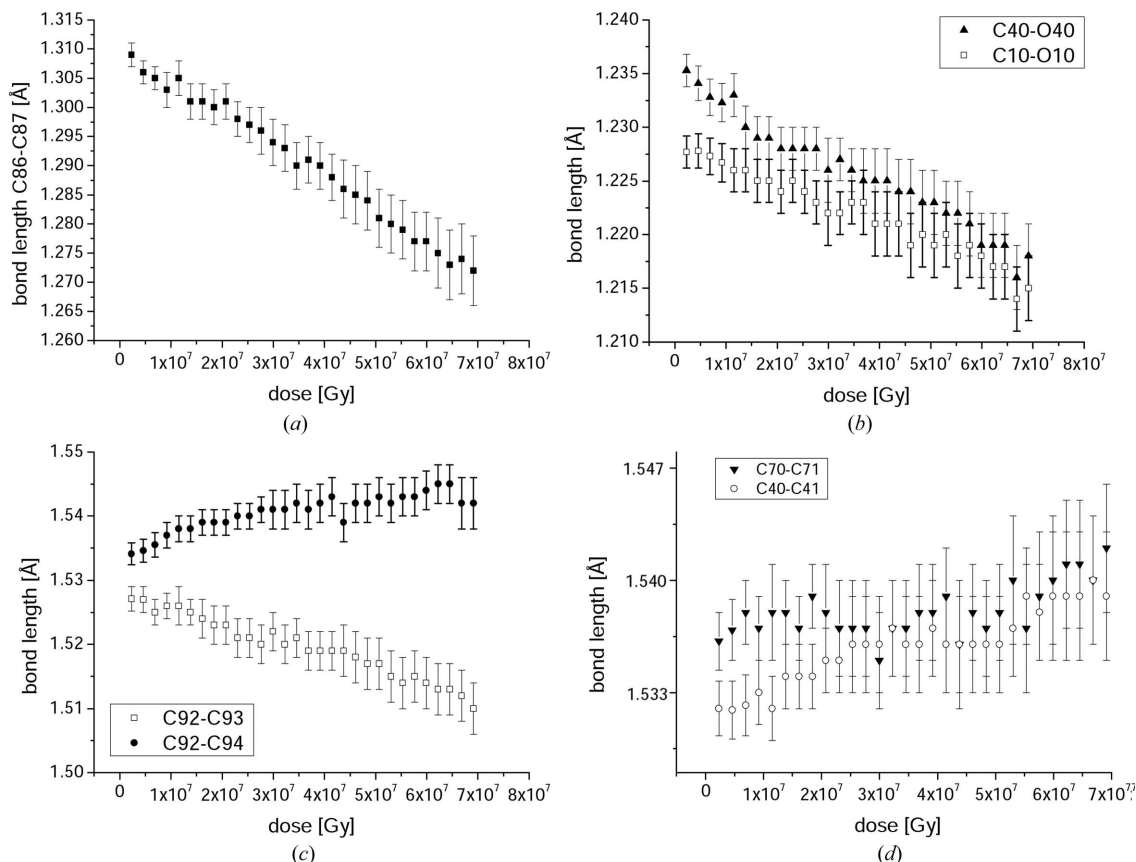 1.315
1.310
1.305
1.300
1.295
1.290
1.285
1.280
1.275
1.270
1.265
1.260
bond length C86-C87 [Å]
0 1x10⁷ 2x10⁷ 3x10⁷ 4x10⁷ 5x10⁷ 6x10⁷ 7x10⁷ 8x10⁷
dose [Gy]
(a)
C40-O40
C10-O10
1.240
1.235
1.230
1.225
1.220
1.215
1.210
bond length [Å]
0 1x10⁷ 2x10⁷ 3x10⁷ 4x10⁷ 5x10⁷ 6x10⁷ 7x10⁷ 8x10⁷
dose [Gy]
(b)
1.55
1.54
1.53
1.52
1.51
1.50
bond length [Å]
C92-C93
C92-C94
0 1x10⁷ 2x10⁷ 3x10⁷ 4x10⁷ 5x10⁷ 6x10⁷ 7x10⁷ 8x10⁷
dose [Gy]
(c)
C70-C71
C40-C41
1.547
1.540
1.533
bond length [Å]
0 1x10⁷ 2x10⁷ 3x10⁷ 4x10⁷ 5x10⁷ 6x10⁷ 7x10⁷
dose [Gy]
(d)